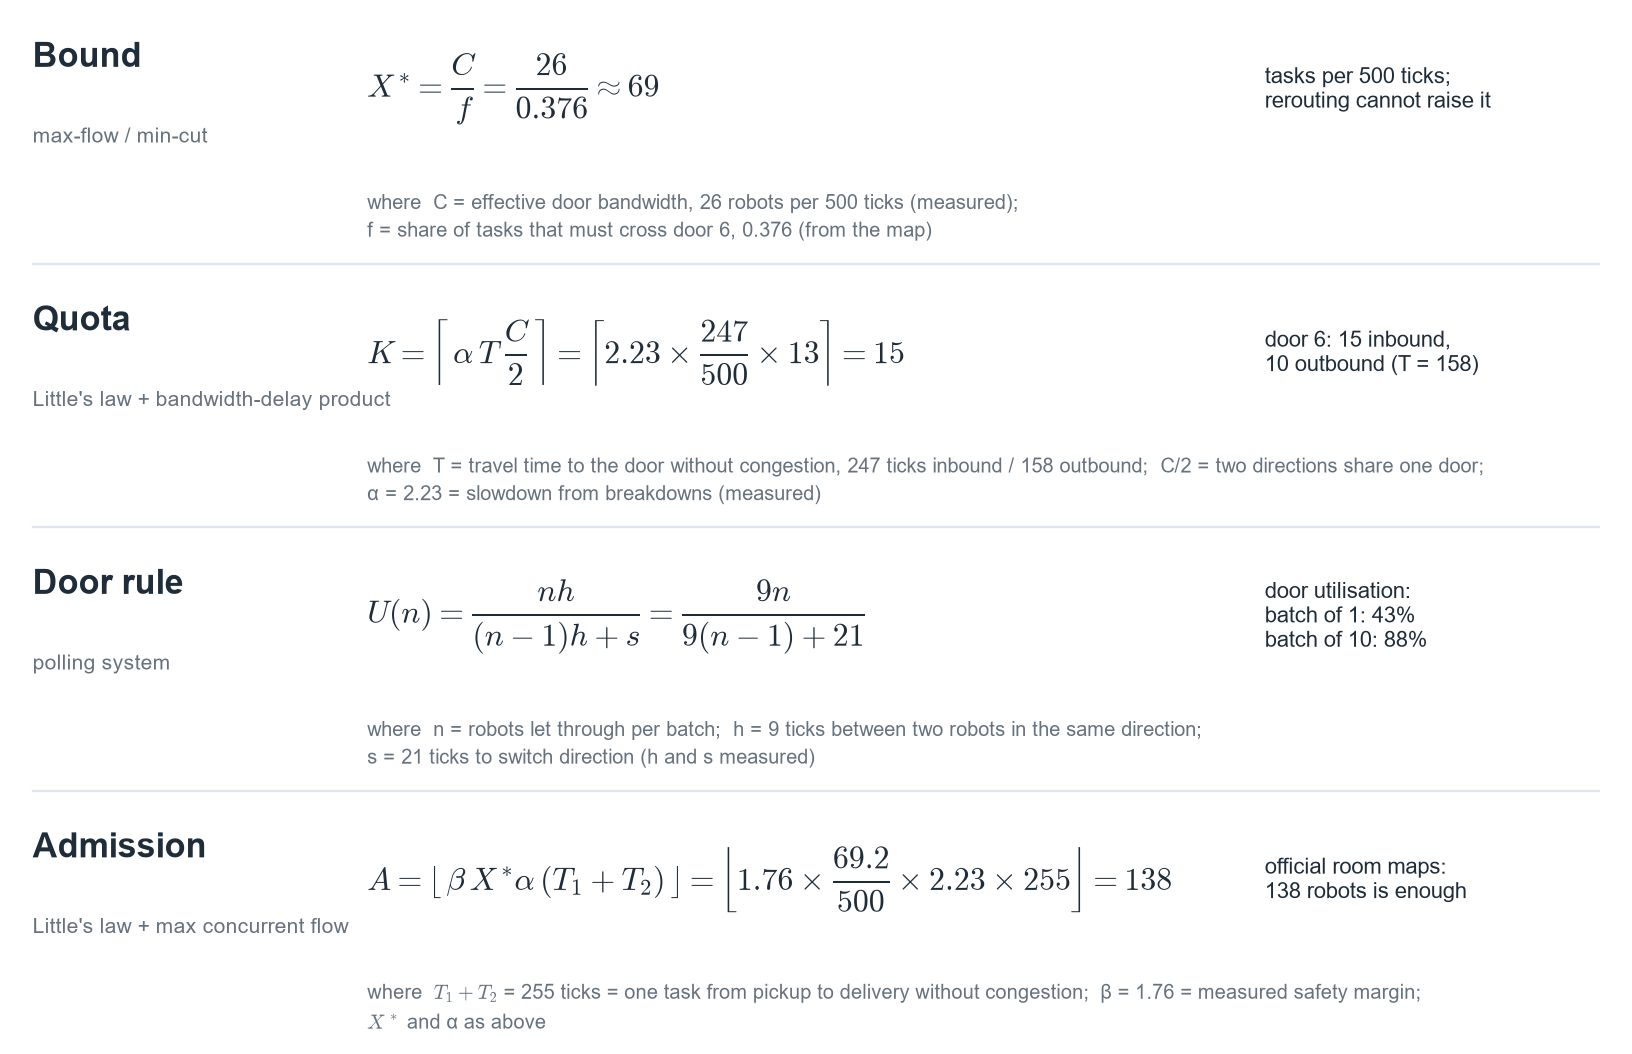 Bound
X* = C/f = 26/0.376 ≈ 69
tasks per 500 ticks;
rerouting cannot raise it
max-flow / min-cut
where C = effective door bandwidth, 26 robots per 500 ticks (measured);
f = share of tasks that must cross door 6, 0.376 (from the map)
Quota
K = ⌈ α T C/2 ⌉ = ⌈ 2.23 × 247/500 × 13 ⌉ = 15
door 6: 15 inbound,
10 outbound (T = 158)
Little's law + bandwidth-delay product
where T = travel time to the door without congestion, 247 ticks inbound / 158 outbound; C/2 = two directions share one door;
α = 2.23 = slowdown from breakdowns (measured)
Door rule
U(n) = nh/((n − 1)h + s) = 9n/(9(n − 1) + 21)
door utilisation:
batch of 1: 43%
batch of 10: 88%
polling system
where n = robots let through per batch; h = 9 ticks between two robots in the same direction;
s = 21 ticks to switch direction (h and s measured)
Admission
A = ⌊ β X* α (T₁ + T₂) ⌋ = ⌊ 1.76 × 69.2/500 × 2.23 × 255 ⌋ = 138
official room maps:
138 robots is enough
Little's law + max concurrent flow
where T₁ + T₂ = 255 ticks = one task from pickup to delivery without congestion; β = 1.76 = measured safety margin;
X* and α as above